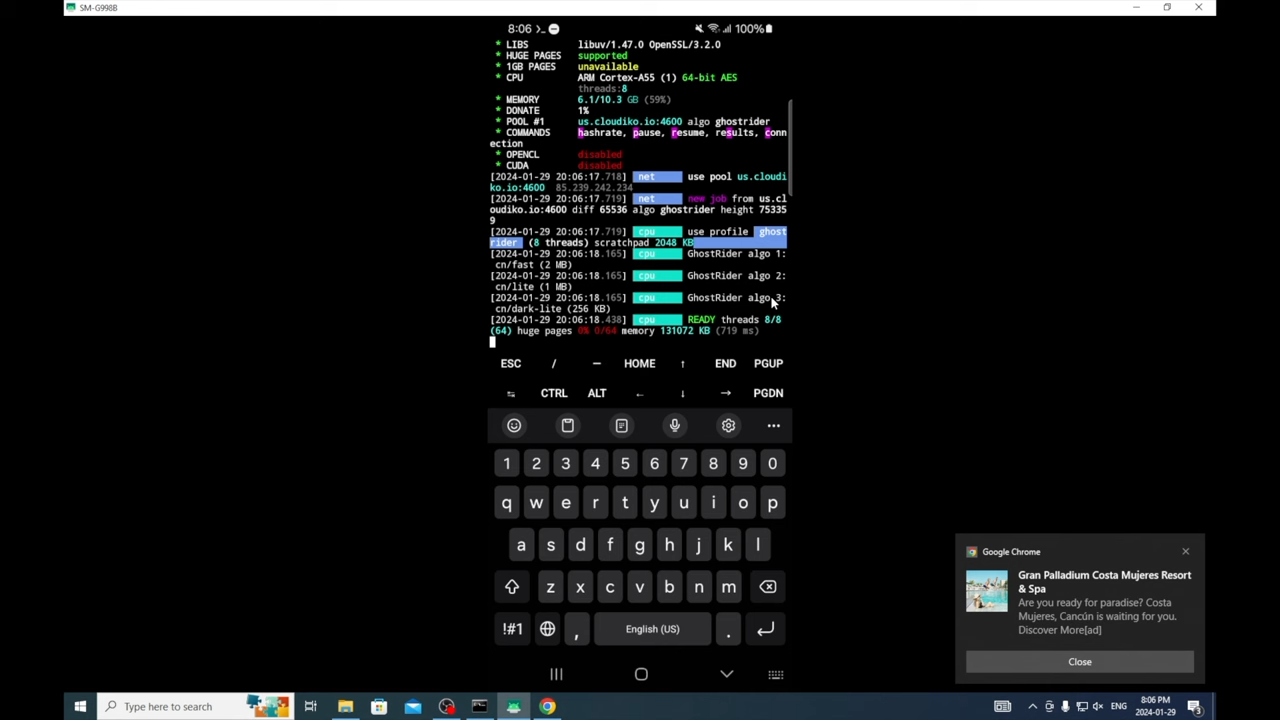 SM-G998B
8:06 >_
100%
* LIBS libuv/1.47.0 OpenSSL/3.2.0
* HUGE PAGES supported
* 1GB PAGES unavailable
* CPU ARM Cortex-A55 (1) 64-bit AES
threads:8
* MEMORY 6.1/10.3 GB (59%)
* DONATE 1%
* POOL #1 us.cloudiko.io:4600 algo ghostrider
* COMMANDS hashrate, pause, resume, results, conn
ection
* OPENCL disabled
* CUDA disabled
[2024-01-29 20:06:17.718] net use pool us.cloudi
ko.io:4600 85.239.242.234
[2024-01-29 20:06:17.719] net new job from us.cl
oudiko.io:4600 diff 65536 algo ghostrider height 75335
9
[2024-01-29 20:06:17.719] cpu use profile ghost
rider (8 threads) scratchpad 2048 KB
[2024-01-29 20:06:18.165] cpu GhostRider algo 1:
cn/fast (2 MB)
[2024-01-29 20:06:18.165] cpu GhostRider algo 2:
cn/lite (1 MB)
[2024-01-29 20:06:18.165] cpu GhostRider algo 3:
cn/dark-lite (256 KB)
[2024-01-29 20:06:18.438] cpu READY threads 8/8
(64) huge pages 0% 0/64 memory 131072 KB (719 ms)
ESC / — HOME ↑ END PGUP
⇆ CTRL ALT ← ↓ → PGDN
1 2 3 4 5 6 7 8 9 0
q w e r t y u i o p
a s d f g h j k l
z x c v b n m
!#1 , English (US) .
Google Chrome
Gran Palladium Costa Mujeres Resort
& Spa
Are you ready for paradise? Costa
Mujeres, Cancún is waiting for you.
Discover More[ad]
Close
Type here to search
ENG
8:06 PM
2024-01-29
3